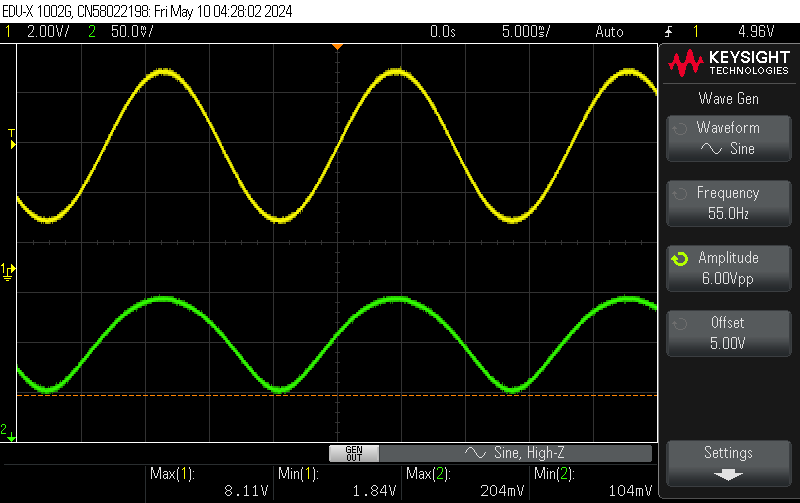 EDU-X 1002G, CN58022198: Fri May 10 04:28:02 2024
1 2.00V/ 2 50.0▿/ 0.0s 5.000▿/ Auto 1 4.96V
KEYSIGHT
TECHNOLOGIES
Wave Gen
Waveform
Sine
Frequency
55.0Hz
Amplitude
6.00Vpp
Offset
5.00V
T
1
2
GEN
OUT
Sine, High-Z
Settings
Max(1): Min(1): Max(2): Min(2):
8.11V 1.84V 204mV 104mV